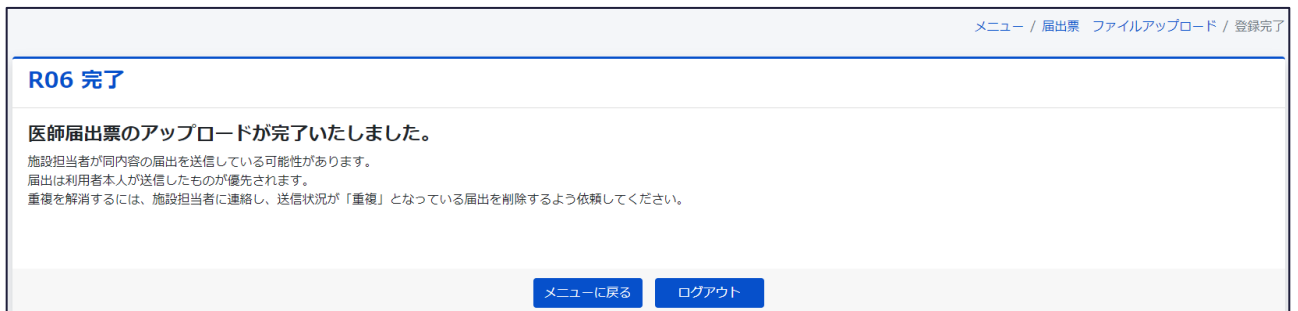 メニュー / 届出票　ファイルアップロード / 登録完了
R06 完了
医師届出票のアップロードが完了いたしました。
施設担当者が同内容の届出を送信している可能性があります。
届出は利用者本人が送信したものが優先されます。
重複を解消するには、施設担当者に連絡し、送信状況が「重複」となっている届出を削除するよう依頼してください。
メニューに戻る　ログアウト